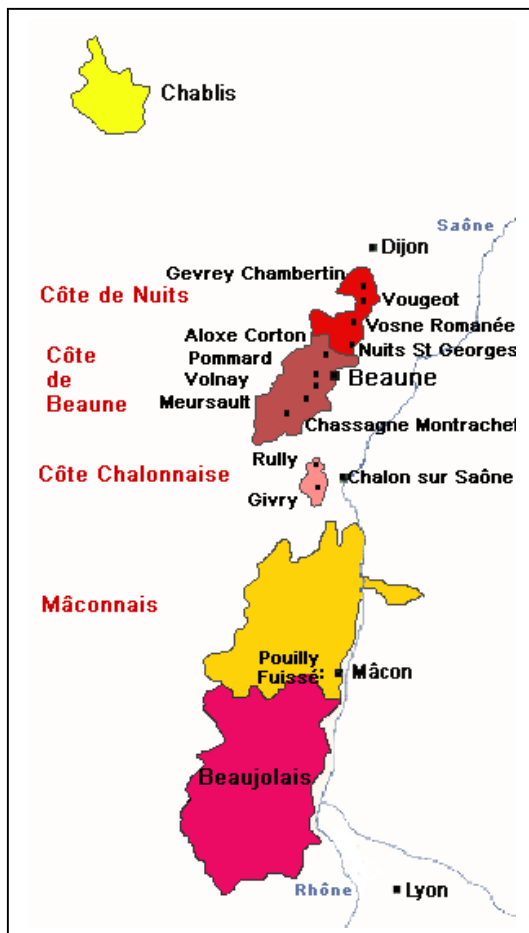 Chablis
Saône
Dijon
Gevrey Chambertin
Côte de Nuits
Vougeot
Vosne Romanée
Aloxe Corton
Nuits St Georges
Côte
de
Beaune
Pommard
Volnay
Beaune
Meursault
Chassagne Montrachet
Rully
Côte Chalonnaise
Chalon sur Saône
Givry
Mâconnais
Pouilly
Fuissé
Mâcon
Beaujolais
Rhône
Lyon